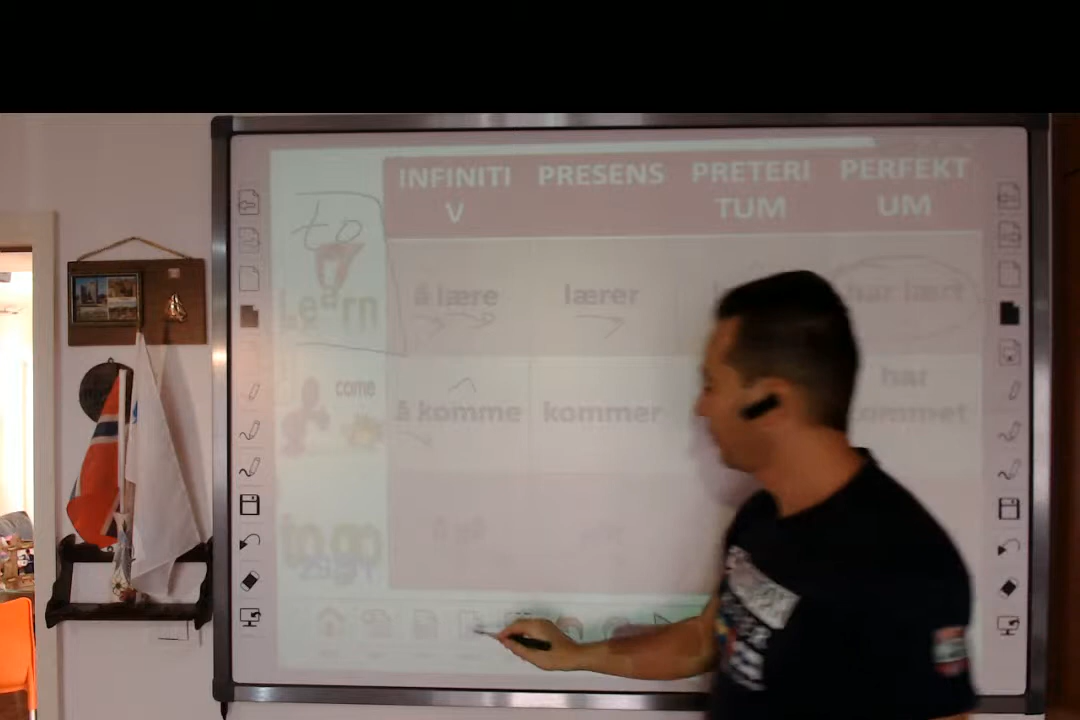 INFINITI PRESENS PRETERI PERFEKT
V TUM UM
to
Learn å lære lærer har lært
come har
å komme kommer kommet
to go